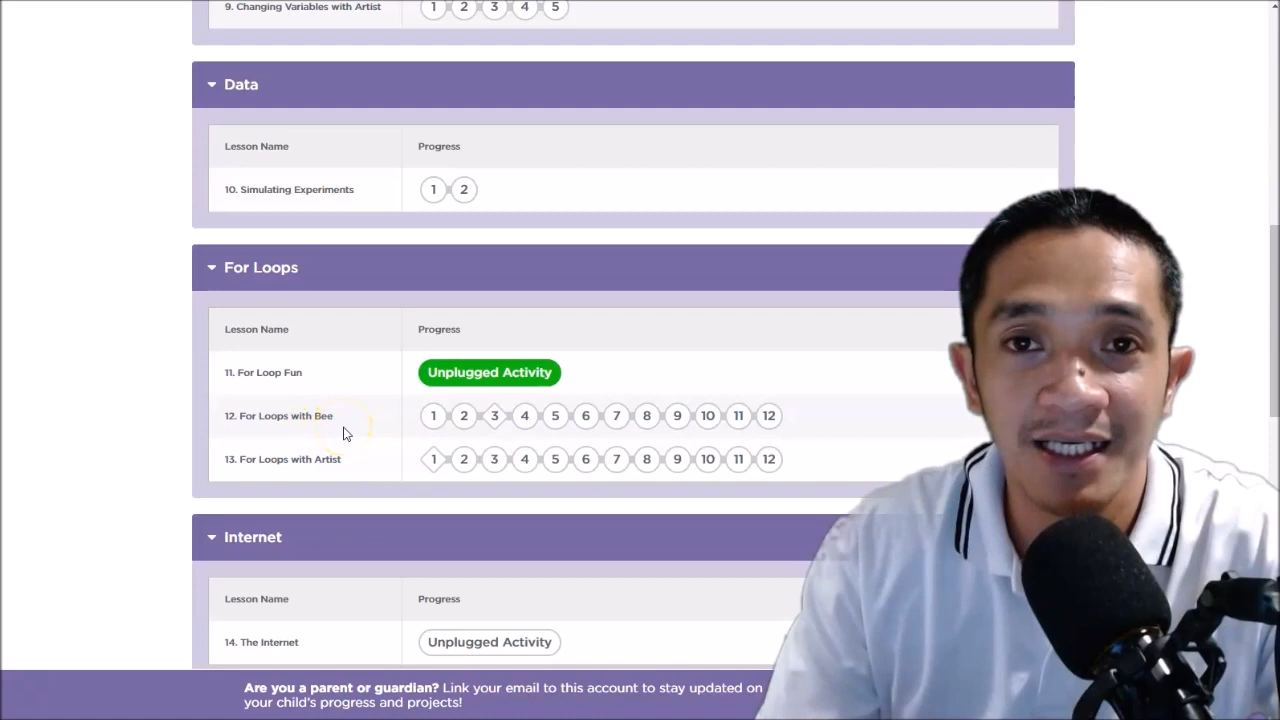 9. Changing Variables with Artist
1 2 3 4 5
Data
Lesson Name
Progress
10. Simulating Experiments
1 2
For Loops
Lesson Name
Progress
11. For Loop Fun
Unplugged Activity
12. For Loops with Bee
1 2 3 4 5 6 7 8 9 10 11 12
13. For Loops with Artist
1 2 3 4 5 6 7 8 9 10 11 12
Internet
Lesson Name
Progress
14. The Internet
Unplugged Activity
Are you a parent or guardian? Link your email to this account to stay updated on
your child's progress and projects!